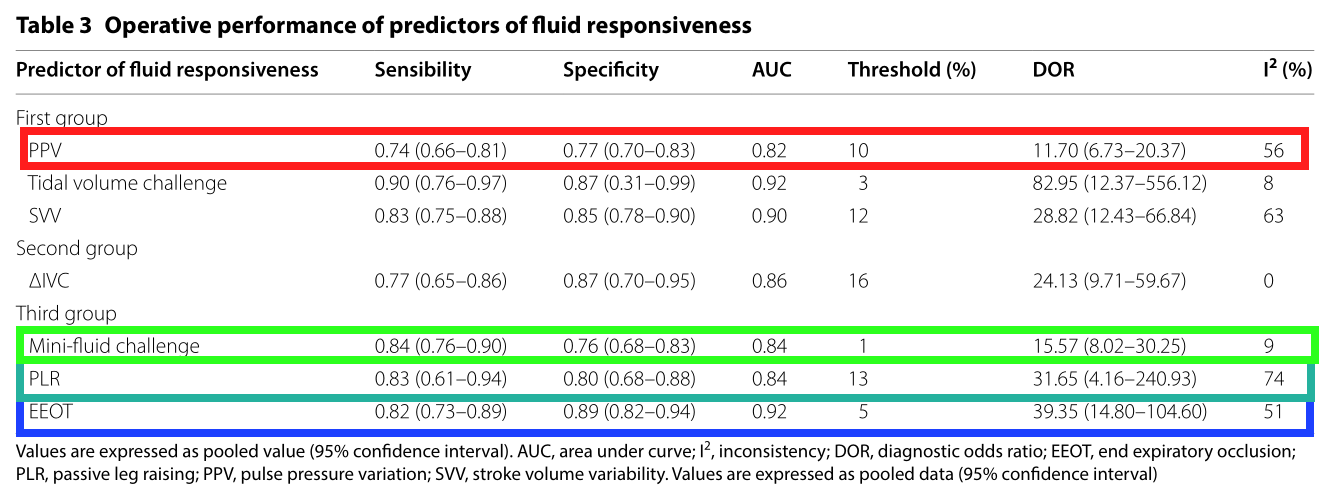 Table 3 Operative performance of predictors of fluid responsiveness
Predictor of fluid responsiveness Sensibility Specificity AUC Threshold (%) DOR I² (%)
First group
PPV 0.74 (0.66–0.81) 0.77 (0.70–0.83) 0.82 10 11.70 (6.73–20.37) 56
Tidal volume challenge 0.90 (0.76–0.97) 0.87 (0.31–0.99) 0.92 3 82.95 (12.37–556.12) 8
SVV 0.83 (0.75–0.88) 0.85 (0.78–0.90) 0.90 12 28.82 (12.43–66.84) 63
Second group
ΔIVC 0.77 (0.65–0.86) 0.87 (0.70–0.95) 0.86 16 24.13 (9.71–59.67) 0
Third group
Mini-fluid challenge 0.84 (0.76–0.90) 0.76 (0.68–0.83) 0.84 1 15.57 (8.02–30.25) 9
PLR 0.83 (0.61–0.94) 0.80 (0.68–0.88) 0.84 13 31.65 (4.16–240.93) 74
EEOT 0.82 (0.73–0.89) 0.89 (0.82–0.94) 0.92 5 39.35 (14.80–104.60) 51
Values are expressed as pooled value (95% confidence interval). AUC, area under curve; I², inconsistency; DOR, diagnostic odds ratio; EEOT, end expiratory occlusion;
PLR, passive leg raising; PPV, pulse pressure variation; SVV, stroke volume variability. Values are expressed as pooled data (95% confidence interval)